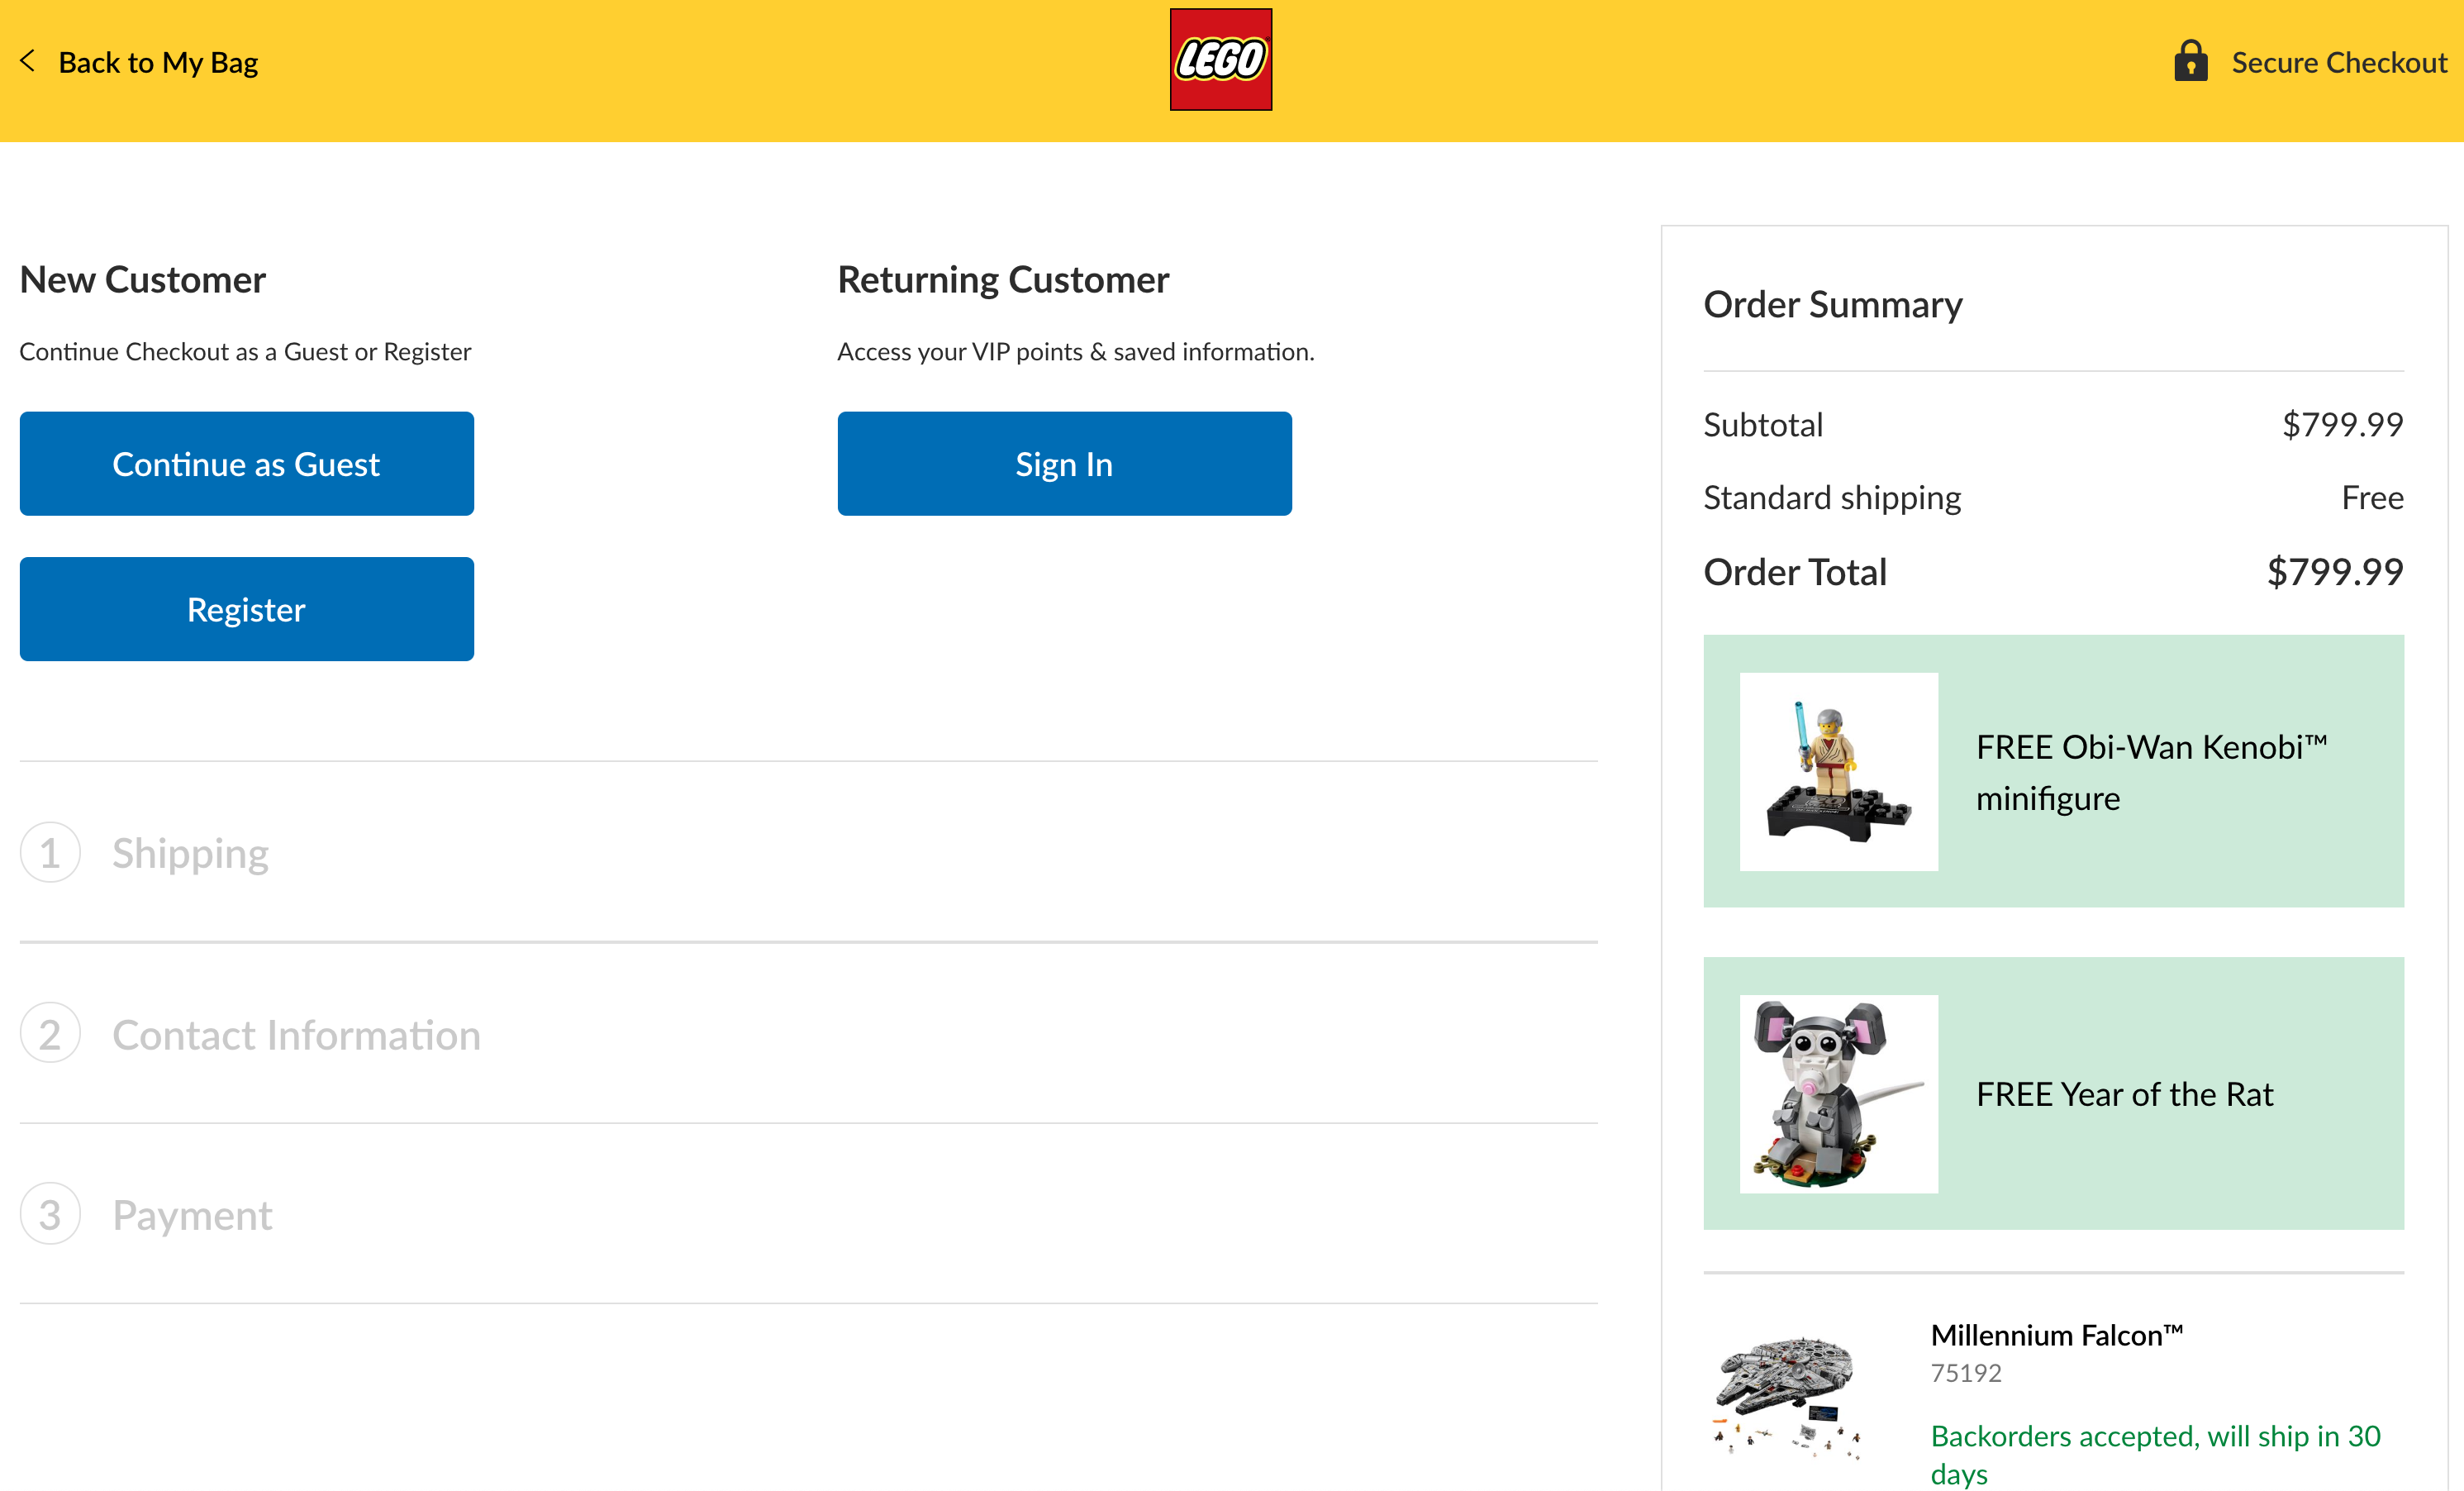 Back to My Bag
LEGO
Secure Checkout
New Customer
Continue Checkout as a Guest or Register
Continue as Guest
Register
Returning Customer
Access your VIP points & saved information.
Sign In
1 Shipping
2 Contact Information
3 Payment
Order Summary
Subtotal $799.99
Standard shipping Free
Order Total $799.99
FREE Obi-Wan Kenobi™
minifigure
FREE Year of the Rat
Millennium Falcon™
75192
Backorders accepted, will ship in 30
days